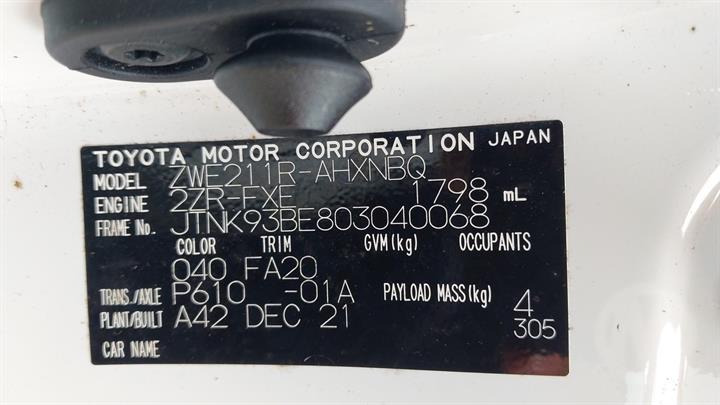 TOYOTA MOTOR CORPORATION JAPAN
MODEL ZWE211R-AHXNBQ
ENGINE 2ZR-FXE 1798 mL
FRAME No. JTNK93BE803040068
COLOR TRIM GVM(kg) OCCUPANTS
040 FA20
TRANS./AXLE P610 -01A PAYLOAD MASS(kg) 4
PLANT/BUILT A42 DEC 21 305
CAR NAME